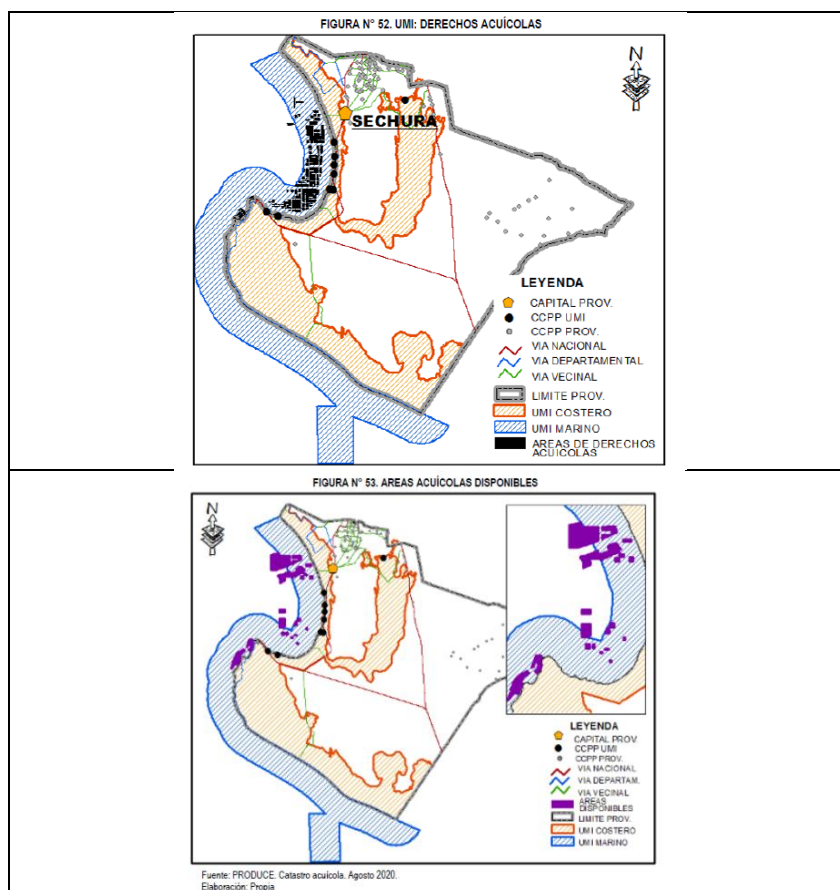 FIGURA N° 52. UMI: DERECHOS ACUÍCOLAS
N
SECHURA
LEYENDA
CAPITAL PROV.
CCPP UMI
CCPP PROV.
VIA NACIONAL
VIA DEPARTAMENTAL
VIA VECINAL
LIMITE PROV.
UMI COSTERO
UMI MARINO
AREAS DE DERECHOS
ACUÍCOLAS
FIGURA N° 53. AREAS ACUÍCOLAS DISPONIBLES
N
LEYENDA
CAPITAL PROV.
CCPP UMI
CCPP PROV.
VIA NACIONAL
VIA DEPARTAM.
VIA VECINAL
AREAS
DISPONIBLES
LIMITE PROV.
UMI COSTERO
UMI MARINO
Fuente: PRODUCE. Catastro acuícola. Agosto 2020.
Elaboración: Propia